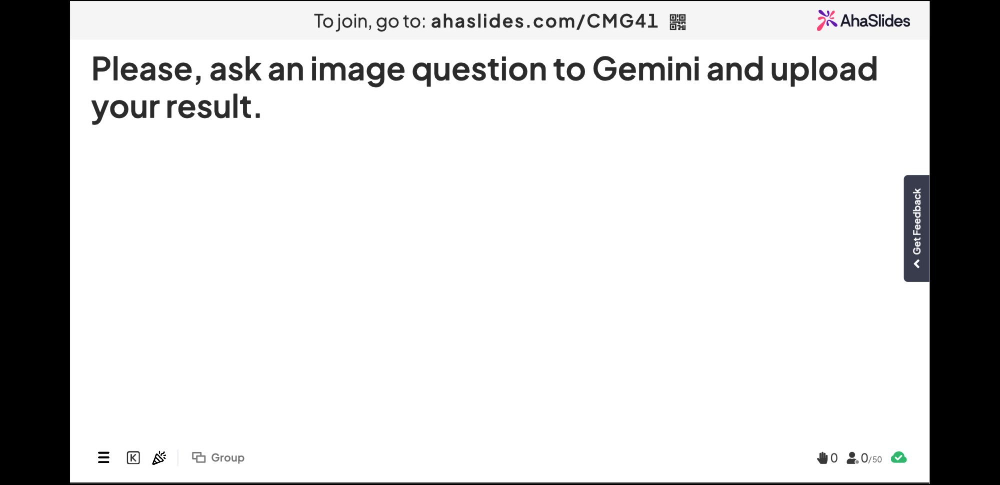 To join, go to: ahaslides.com/CMG41
AhaSlides
Please, ask an image question to Gemini and upload
your result.
Get Feedback
K
Group
0
0/50